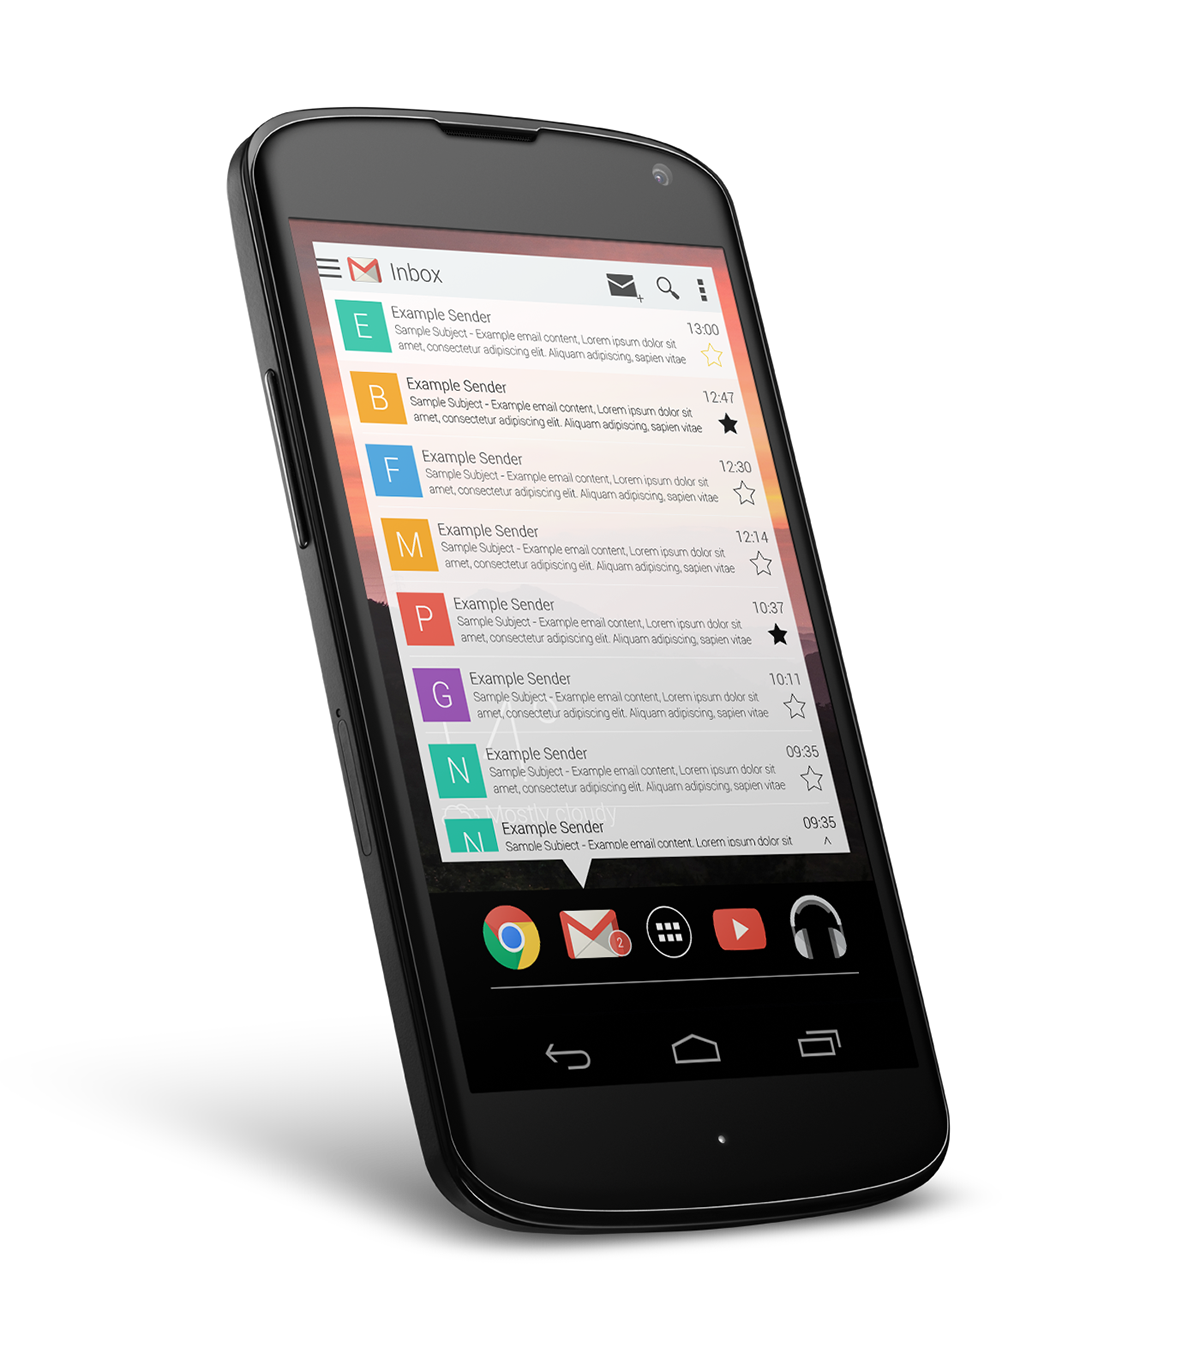 Inbox
E
Example Sender
13:00
Sample Subject - Example email content, Lorem ipsum dolor sit
amet, consectetur adipiscing elit. Aliquam adipiscing, sapien vitae
B
Example Sender
12:47
Sample Subject - Example email content, Lorem ipsum dolor sit
amet, consectetur adipiscing elit. Aliquam adipiscing, sapien vitae
F
Example Sender
12:30
Sample Subject - Example email content, Lorem ipsum dolor sit
amet, consectetur adipiscing elit. Aliquam adipiscing, sapien vitae
M
Example Sender
12:14
Sample Subject - Example email content, Lorem ipsum dolor sit
amet, consectetur adipiscing elit. Aliquam adipiscing, sapien vitae
P
Example Sender
10:37
Sample Subject - Example email content, Lorem ipsum dolor sit
amet, consectetur adipiscing elit. Aliquam adipiscing, sapien vitae
G
Example Sender
10:11
Sample Subject - Example email content, Lorem ipsum dolor sit
amet, consectetur adipiscing elit. Aliquam adipiscing, sapien vitae
N
Example Sender
09:35
Sample Subject - Example email content, Lorem ipsum dolor sit
amet, consectetur adipiscing elit. Aliquam adipiscing, sapien vitae
Mostly cloudy
N
Example Sender
09:35
Sample Subject - Example email content, Lorem ipsum dolor sit
2